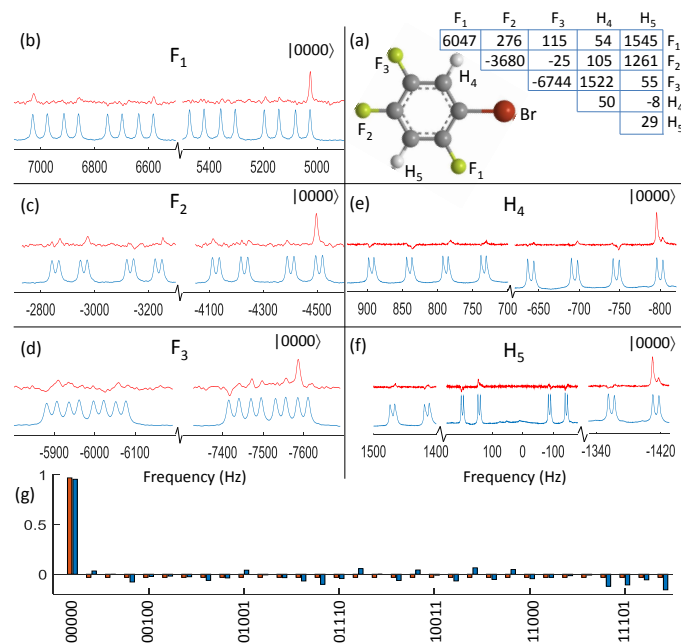 (b) F1 |0000⟩
7000 6800 6600 5400 5200 5000
(a) F1 F2 F3 H4 H5
6047 276 115 54 1545 F1
-3680 -25 105 1261 F2
-6744 1522 55 F3
50 -8 H4
29 H5
F3 H4 Br F2 H5 F1
(c) F2 |0000⟩
-2800 -3000 -3200 -4100 -4300 -4500
(e) H4 |0000⟩
900 800 700 -650 -700 -750 -800
(d) F3 |0000⟩
-5900 -6000 -6100 -7400 -7500 -7600
Frequency (Hz)
(f) H5 |0000⟩
1500 1400 100 0 -100 -1340 -1420
Frequency (Hz)
(g)
1
0.5
0
00000 00100 01001 01110 10011 11000 11101